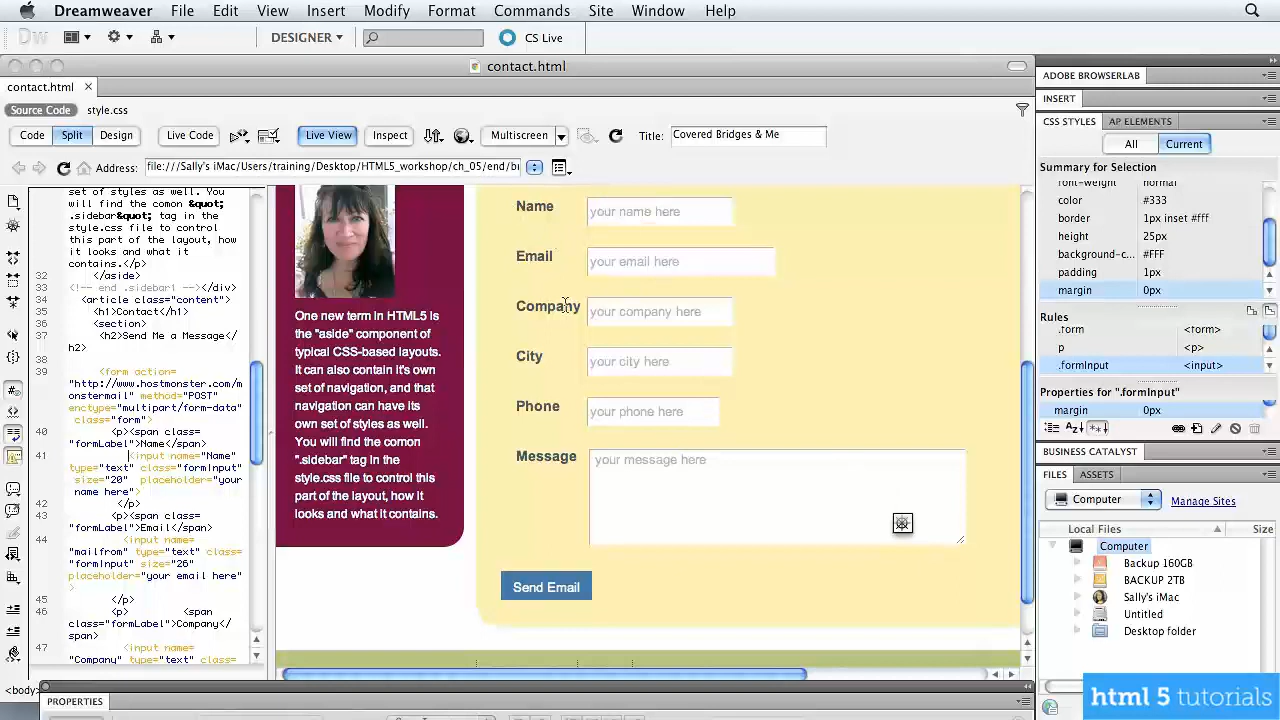 Dreamweaver File Edit View Insert Modify Format Commands Site Window Help
Dw DESIGNER CS Live
contact.html
contact.html
Source Code style.css
Code Split Design Live Code Live View Inspect Multiscreen Title: Covered Bridges & Me
Address: file:///Sally's iMac/Users/training/Desktop/HTML5_workshop/ch_05/end/b
set of styles as well. You
will find the comon &quot;
.sidebar&quot; tag in the
style.css file to control
this part of the layout, how
it looks and what it
contains.</p>
32 </aside>
33 <!-- end .sidebar1 --></div>
34 <article class="content">
35 <h1>Contact</h1>
36 <section>
37 <h2>Send Me a Message</
h2>
38
39 <form action=
"http://www.hostmonster.com/m
onstermail" method="POST"
enctype="multipart/form-data"
class="form">
40 <p><span class=
"formLabel">Name</span>
41 <input name="Name"
type="text" class="formInput"
size="20" placeholder="your
name here">
42 </p>
43 <p><span class=
"formLabel">Email</span>
44 <input name=
"mailfrom" type="text" class=
"formInput" size="26"
placeholder="your email here"
>
45 </p>
46 <p> <span
class="formLabel">Company</
span>
47 <input name=
"Company" type="text" class=
<body>
One new term in HTML5 is
the "aside" component of
typical CSS-based layouts.
It can also contain it's own
set of navigation, and that
navigation can have its
own set of styles as well.
You will find the comon
".sidebar" tag in the
style.css file to control this
part of the layout, how it
looks and what it contains.
Name your name here
Email your email here
Company your company here
City your city here
Phone your phone here
Message your message here
Send Email
ADOBE BROWSERLAB
INSERT
CSS STYLES AP ELEMENTS
All Current
Summary for Selection
font-weight normal
color #333
border 1px inset #fff
height 25px
background-c... #FFF
padding 1px
margin 0px
Rules
.form <form>
p <p>
.formInput <input>
Properties for ".formInput"
margin 0px
BUSINESS CATALYST
FILES ASSETS
Computer Manage Sites
Local Files Size
Computer
Backup 160GB
BACKUP 2TB
Sally's iMac
Untitled
Desktop folder
PROPERTIES
html 5 tutorials